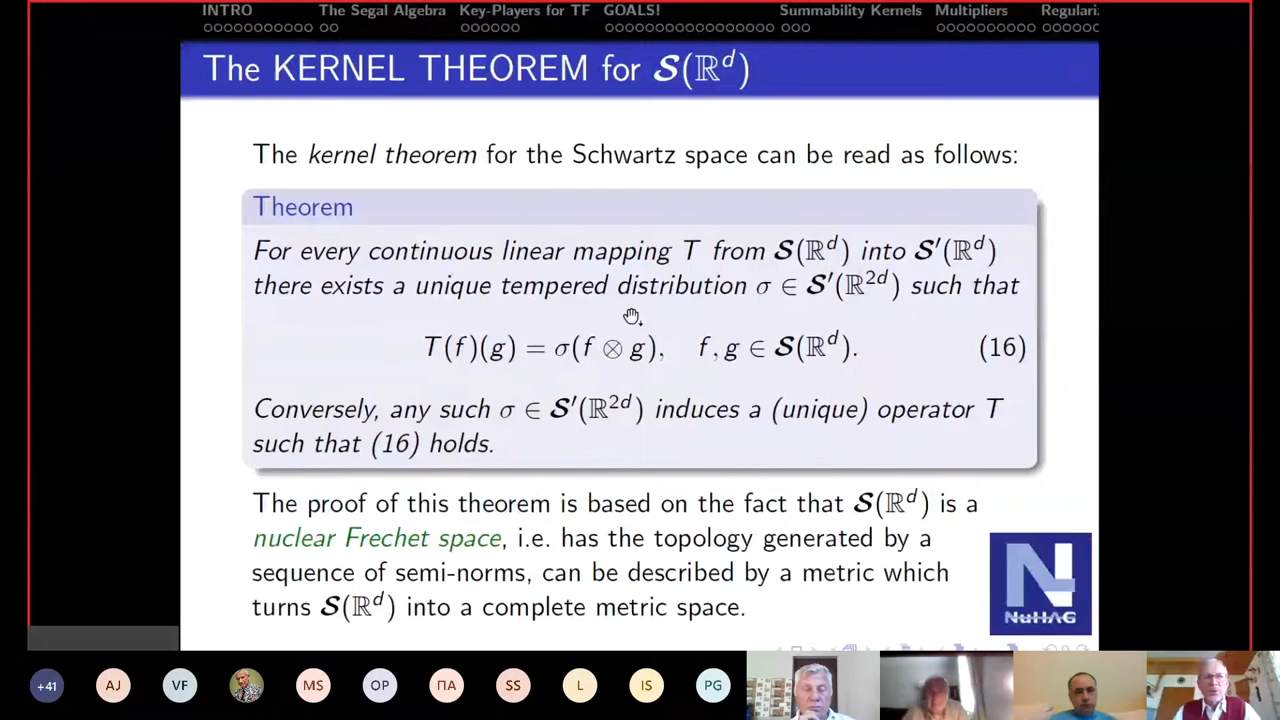 INTRO The Segal Algebra Key-Players for TF GOALS! Summability Kernels Multipliers Regulari
The KERNEL THEOREM for 𝓢(ℝᵈ)
The kernel theorem for the Schwartz space can be read as follows:
Theorem
For every continuous linear mapping T from 𝓢(ℝᵈ) into 𝓢′(ℝᵈ)
there exists a unique tempered distribution σ ∈ 𝓢′(ℝ²ᵈ) such that
T(f)(g) = σ(f ⊗ g), f, g ∈ 𝓢(ℝᵈ). (16)
Conversely, any such σ ∈ 𝓢′(ℝ²ᵈ) induces a (unique) operator T
such that (16) holds.
The proof of this theorem is based on the fact that 𝓢(ℝᵈ) is a
nuclear Frechet space, i.e. has the topology generated by a
sequence of semi-norms, can be described by a metric which
turns 𝓢(ℝᵈ) into a complete metric space.
N
NuHAG
+41 AJ VF MS OP ПА SS L IS PG